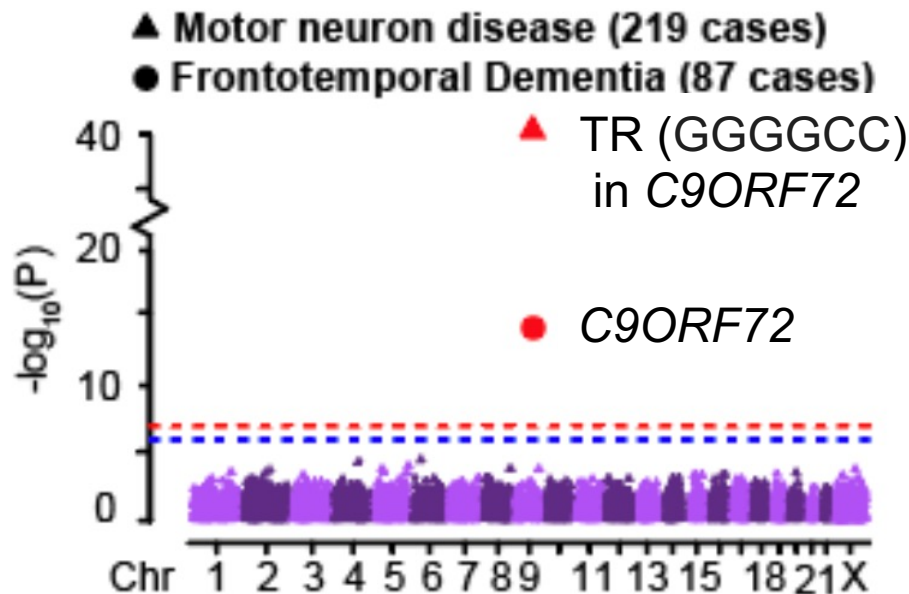 ▲ Motor neuron disease (219 cases)
● Frontotemporal Dementia (87 cases)
40
TR (GGGGCC)
in C9ORF72
20
-log10(P)
C9ORF72
10
0
Chr 1 2 3 4 5 6 7 8 9 11 13 15 18 21 X